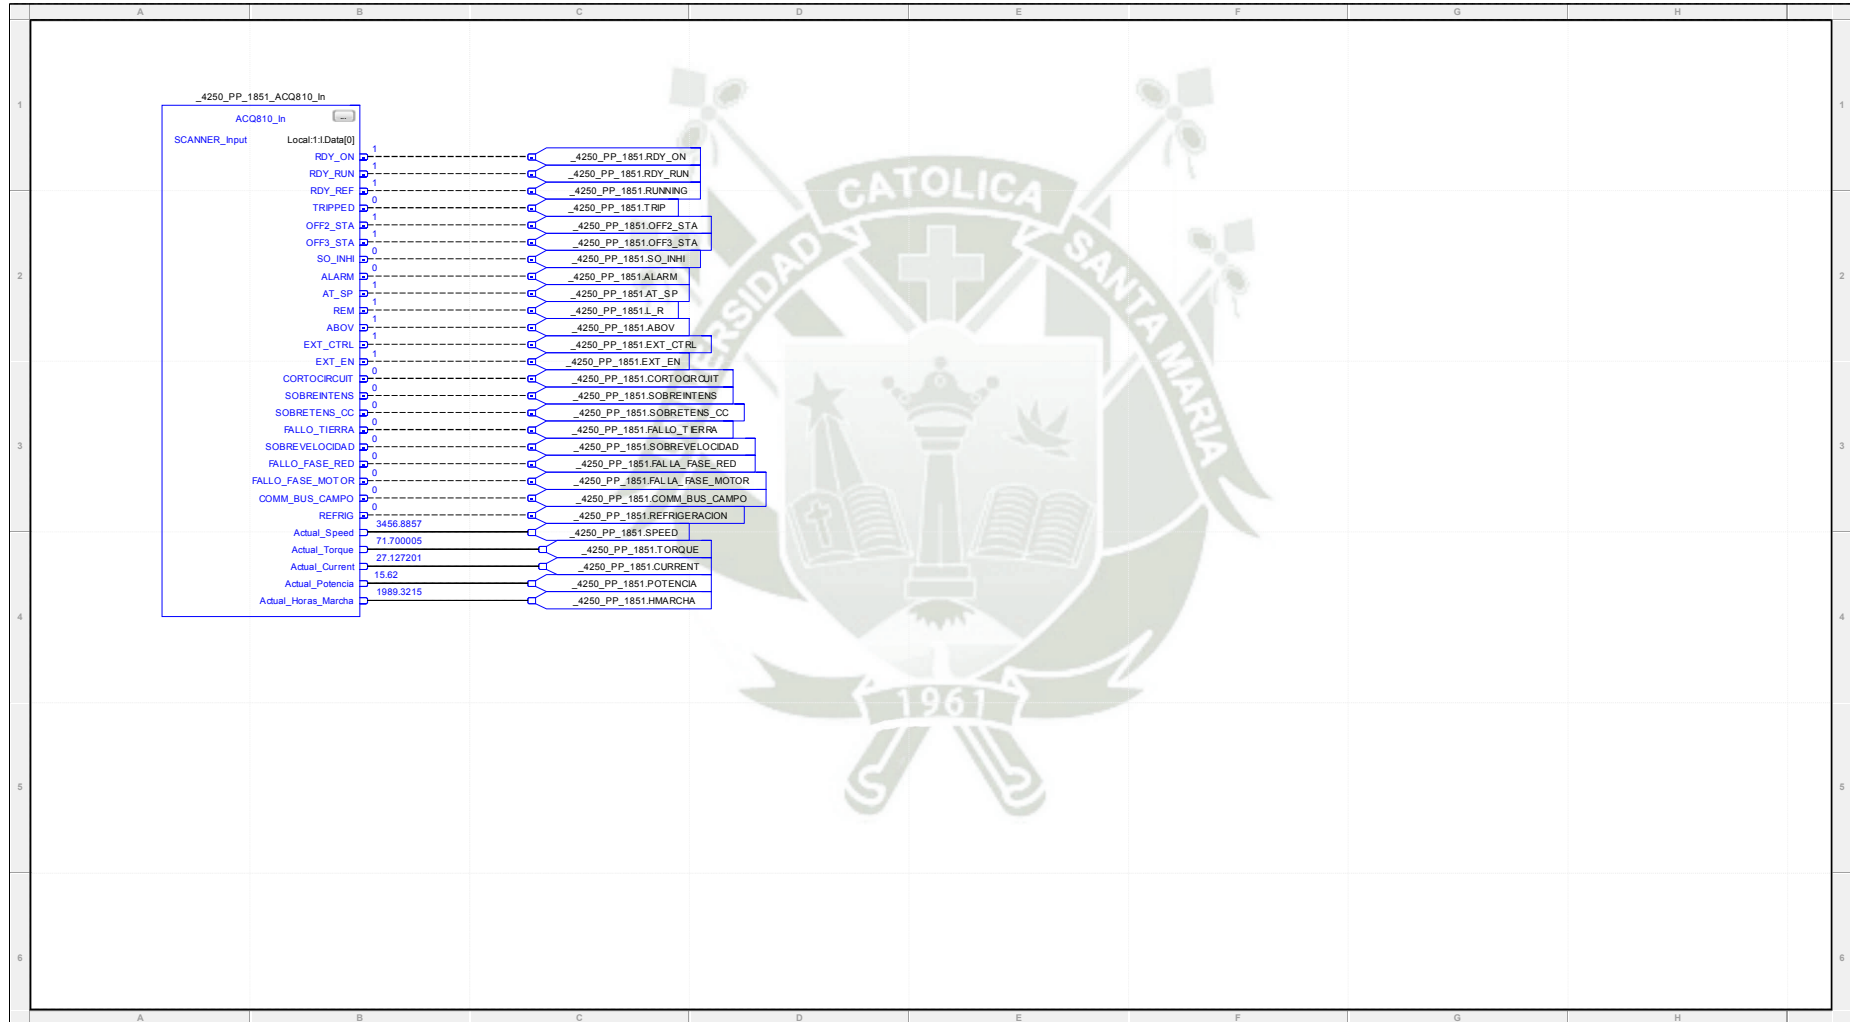 A B C D E F G H
_4250_PP_1851_ACQ810_In
1 1
ACQ810_In ...
SCANNER_Input Local:1:I.Data[0]
RDY_ON 1 _4250_PP_1851.RDY_ON
RDY_RUN 1 _4250_PP_1851.RDY_RUN
RDY_REF 1 _4250_PP_1851.RUNNING
TRIPPED 0 _4250_PP_1851.TRIP
OFF2_STA 1 _4250_PP_1851.OFF2_STA
OFF3_STA 1 _4250_PP_1851.OFF3_STA
SO_INHI 0 _4250_PP_1851.SO_INHI
2 ALARM 0 _4250_PP_1851.ALARM 2
AT_SP 1 _4250_PP_1851.AT_SP
REM 1 _4250_PP_1851.L_R
ABOV 1 _4250_PP_1851.ABOV
EXT_CTRL 1 _4250_PP_1851.EXT_CTRL
EXT_EN 1 _4250_PP_1851.EXT_EN
CORTOCIRCUIT 0 _4250_PP_1851.CORTOCIRCUIT
SOBREINTENS 0 _4250_PP_1851.SOBREINTENS
SOBRETENS_CC 0 _4250_PP_1851.SOBRETENS_CC
FALLO_TIERRA 0 _4250_PP_1851.FALLO_TIERRA
3 SOBREVELOCIDAD 0 _4250_PP_1851.SOBREVELOCIDAD 3
FALLO_FASE_RED 0 _4250_PP_1851.FALLA_FASE_RED
FALLO_FASE_MOTOR 0 _4250_PP_1851.FALLA_FASE_MOTOR
COMM_BUS_CAMPO 0 _4250_PP_1851.COMM_BUS_CAMPO
REFRIG 0 _4250_PP_1851.REFRIGERACION
Actual_Speed 3456.8857 _4250_PP_1851.SPEED
Actual_Torque 71.700005 _4250_PP_1851.TORQUE
Actual_Current 27.127201 _4250_PP_1851.CURRENT
Actual_Potencia 15.62 _4250_PP_1851.POTENCIA
Actual_Horas_Marcha 1989.3215 _4250_PP_1851.HMARCHA
4 4
5 5
6 6
A B C D E F G H
CATOLICA
SANTA MARIA
1961